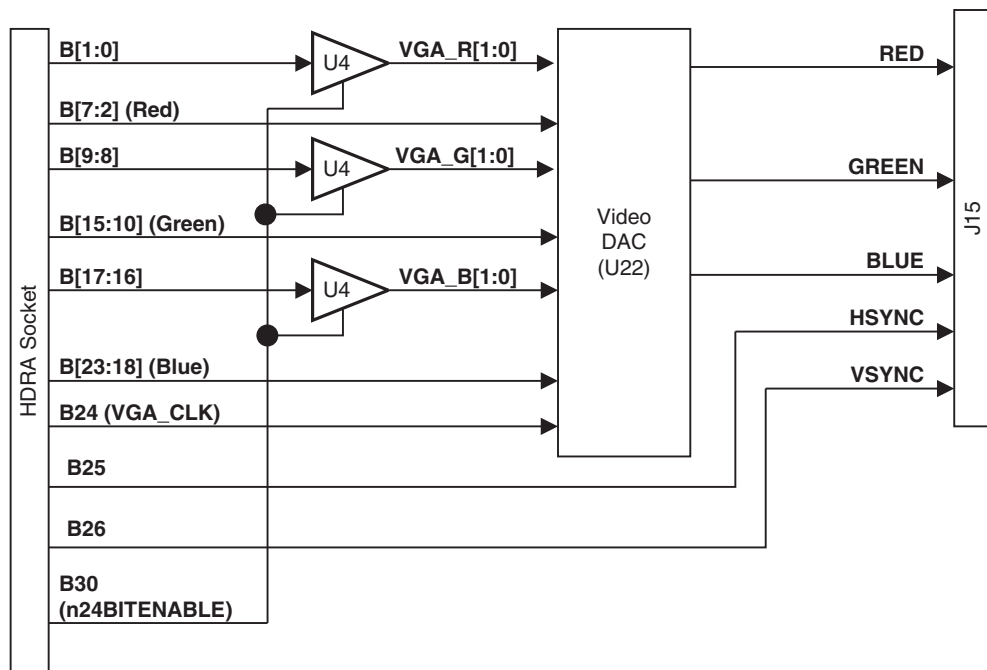 HDRA Socket
B[1:0]
U4
VGA_R[1:0]
B[7:2] (Red)
B[9:8]
U4
VGA_G[1:0]
B[15:10] (Green)
B[17:16]
U4
VGA_B[1:0]
B[23:18] (Blue)
B24 (VGA_CLK)
B25
B26
B30
(n24BITENABLE)
Video
DAC
(U22)
RED
GREEN
BLUE
HSYNC
VSYNC
J15